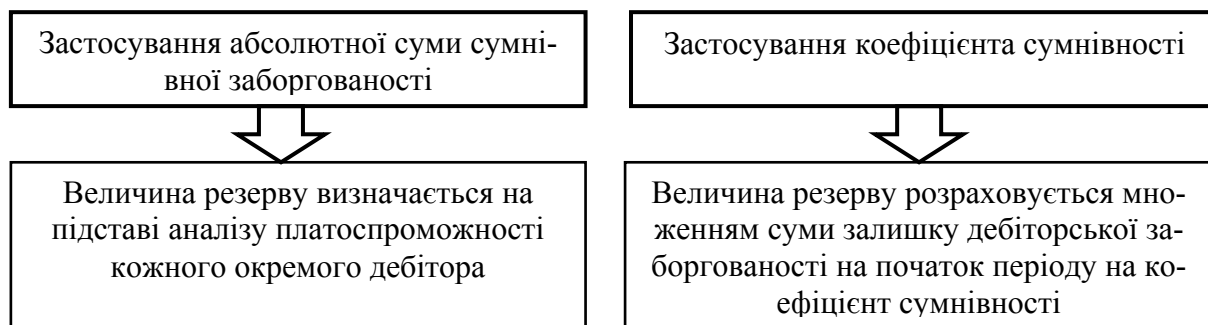 Застосування абсолютної суми сумні-
вної заборгованості
Застосування коефіцієнта сумнівності
Величина резерву визначається на
підставі аналізу платоспроможності
кожного окремого дебітора
Величина резерву розраховується мно-
женням суми залишку дебіторської за-
боргованості на початок періоду на ко-
ефіцієнт сумнівності